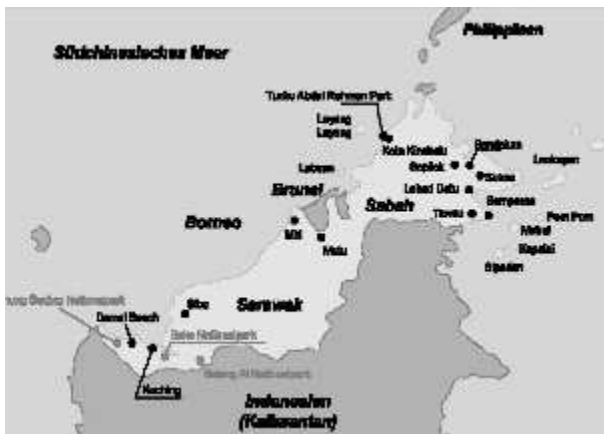 Philippinen
Südchinesisches Meer
Tunku Abdul Rahman Park
Layang
Layang
Kota Kinabalu
Sandakan
Sepilok
Sukau
Lankayan
Labuan
Lahad Datu
Brunei
Sabah
Semporna
Borneo
Tawau
Pom Pom
Miri
Mabul
Mulu
Kapalai
Sipadan
Sibu
Sarawak
Damai Beach
Bako Nationalpark
Kuching
Indonesien
(Kalimantan)